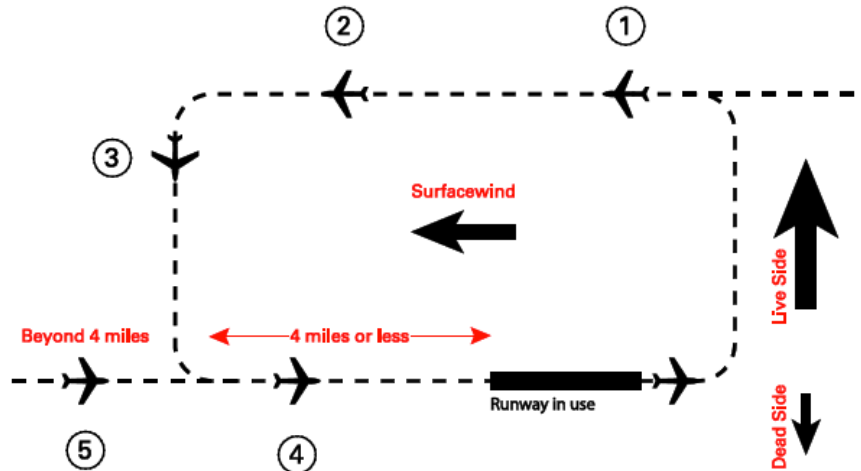 ②
①
③
Surfacewind
Live Side
Beyond 4 miles
4 miles or less
Runway in use
Dead Side
⑤
④